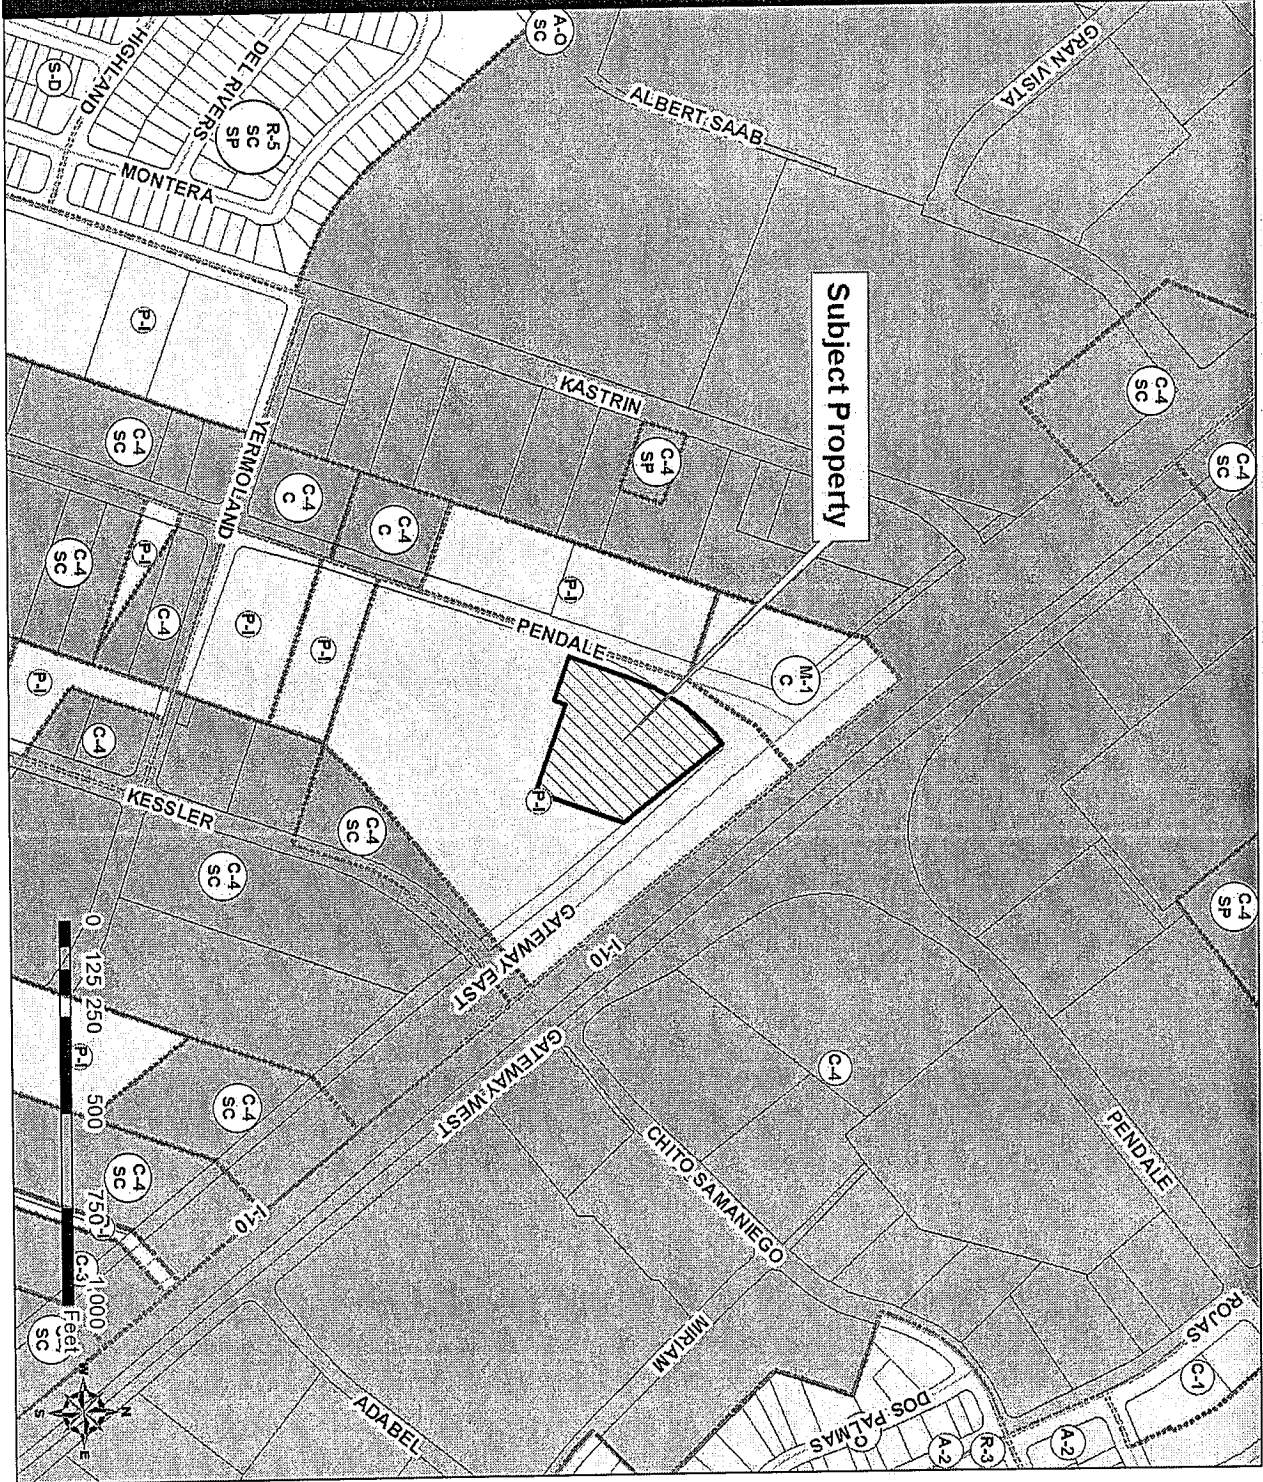 GRAN VISTA
A-O
SC
ALBERT SAAB
HIGHLAND
S-D
DEL RIVERS
R-5
SC
SP
MONTERA
Subject Property
C-4
SC
C-4
SC
KASTRIN
C-4
SP
P-I
C-4
SC
YERMOLAND
C-4
C
C-4
C
P-I
PENDALE
M-1
C
C-4
SC
P-I
C-4
P-I
P-I
P-I
C-4
KESSLER
P-I
C-4
SC
C-4
SC
C-4
SP
GATEWAY EAST
I-10
GATEWAY WEST
C-4
PENDALE
CHITO SAMANIEGO
P-I
C-4
SC
C-4
SC
I-10
MIRIAM
ROJAS
C-1
DOS PALMAS
A-2
R-3
A-2
ADABEL
C-3
SC
0 125 250 500 750 1,000
Feet
N
E
S
W